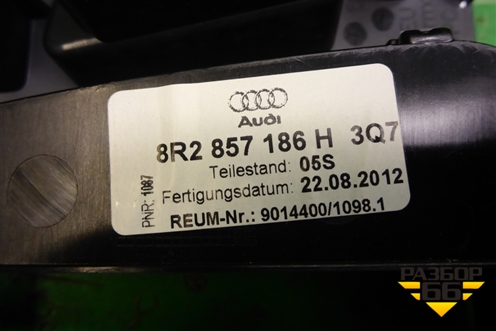 Audi
8R2 857 186 H 3Q7
Teilestand: 05S
Fertigungsdatum: 22.08.2012
REUM-Nr.: 9014400/1098.1
PNR: 1087
РАЗБОР
66